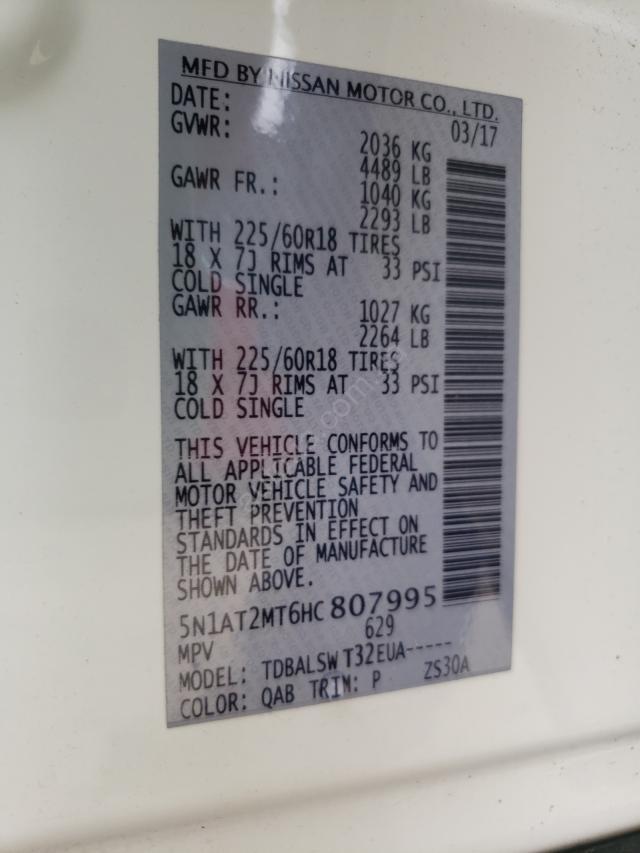 MFD BY NISSAN MOTOR CO., LTD.
DATE: 03/17
GVWR: 2036 KG
4489 LB
GAWR FR.: 1040 KG
2293 LB
WITH 225/60R18 TIRES
18 X 7J RIMS AT 33 PSI
COLD SINGLE
GAWR RR.: 1027 KG
2264 LB
WITH 225/60R18 TIRES
18 X 7J RIMS AT 33 PSI
COLD SINGLE
THIS VEHICLE CONFORMS TO
ALL APPLICABLE FEDERAL
MOTOR VEHICLE SAFETY AND
THEFT PREVENTION
STANDARDS IN EFFECT ON
THE DATE OF MANUFACTURE
SHOWN ABOVE.
5N1AT2MT6HC807995
MPV 629
MODEL: TDBALSW T32EUA-----
COLOR: QAB TRIM: P ZS30A